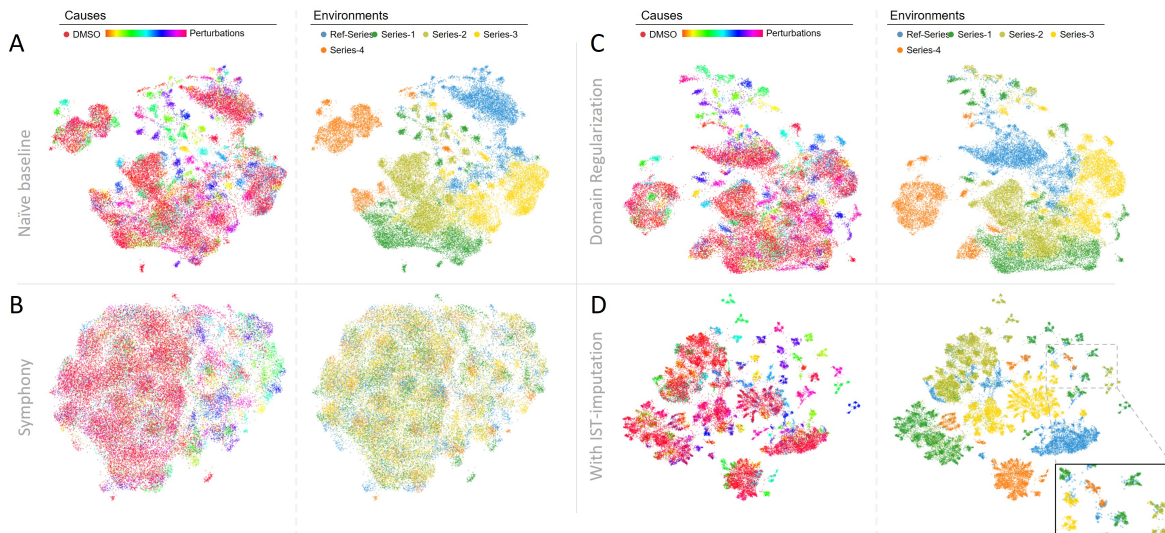 Causes
Environments
Causes
Environments
A
DMSO Perturbations
Ref-Series Series-1 Series-2 Series-3
Series-4
C
DMSO Perturbations
Ref-Series Series-1 Series-2 Series-3
Series-4
Naïve baseline
Domain Regularization
B
D
Symphony
With IST-imputation